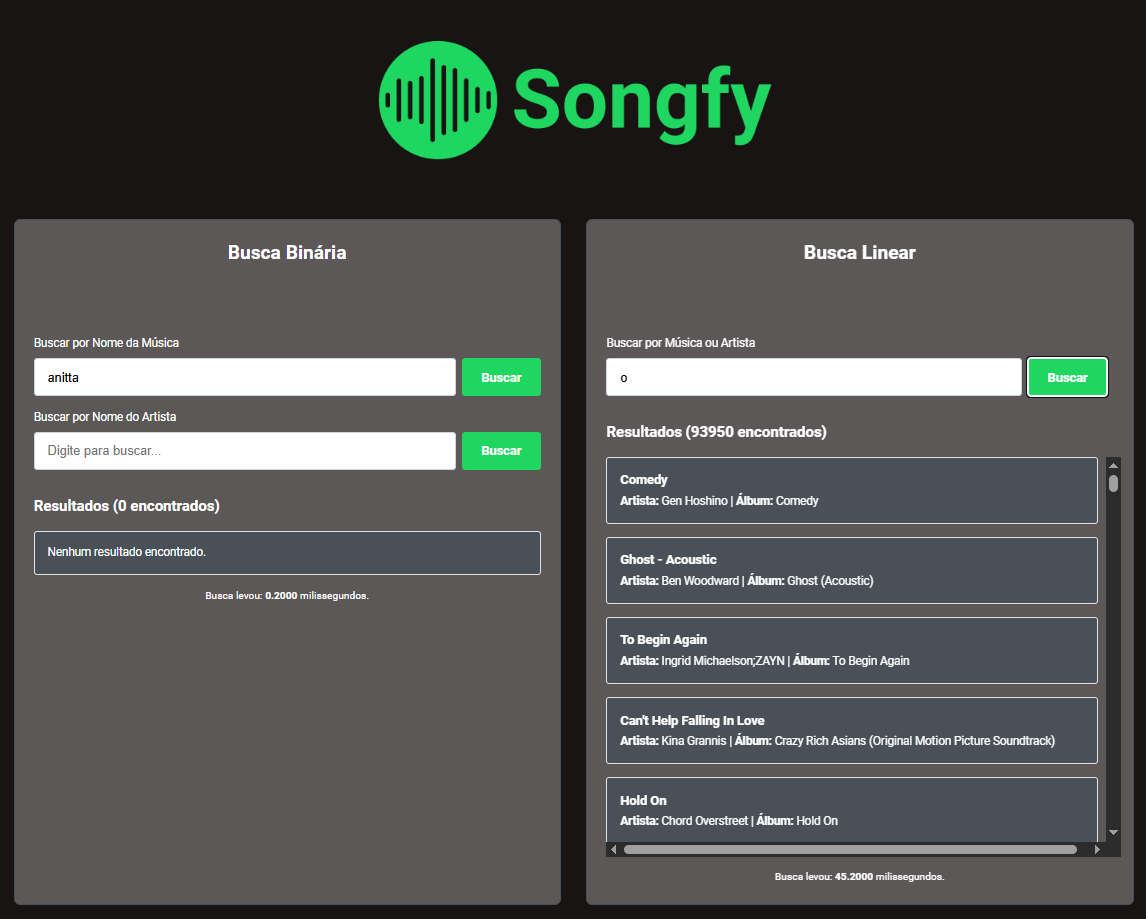 Songfy
Busca Binária
Buscar por Nome da Música
anitta
Buscar
Buscar por Nome do Artista
Digite para buscar...
Buscar
Resultados (0 encontrados)
Nenhum resultado encontrado.
Busca levou: 0.2000 milissegundos.
Busca Linear
Buscar por Música ou Artista
o
Buscar
Resultados (93950 encontrados)
Comedy
Artista: Gen Hoshino | Álbum: Comedy
Ghost - Acoustic
Artista: Ben Woodward | Álbum: Ghost (Acoustic)
To Begin Again
Artista: Ingrid Michaelson;ZAYN | Álbum: To Begin Again
Can't Help Falling In Love
Artista: Kina Grannis | Álbum: Crazy Rich Asians (Original Motion Picture Soundtrack)
Hold On
Artista: Chord Overstreet | Álbum: Hold On
Busca levou: 45.2000 milissegundos.